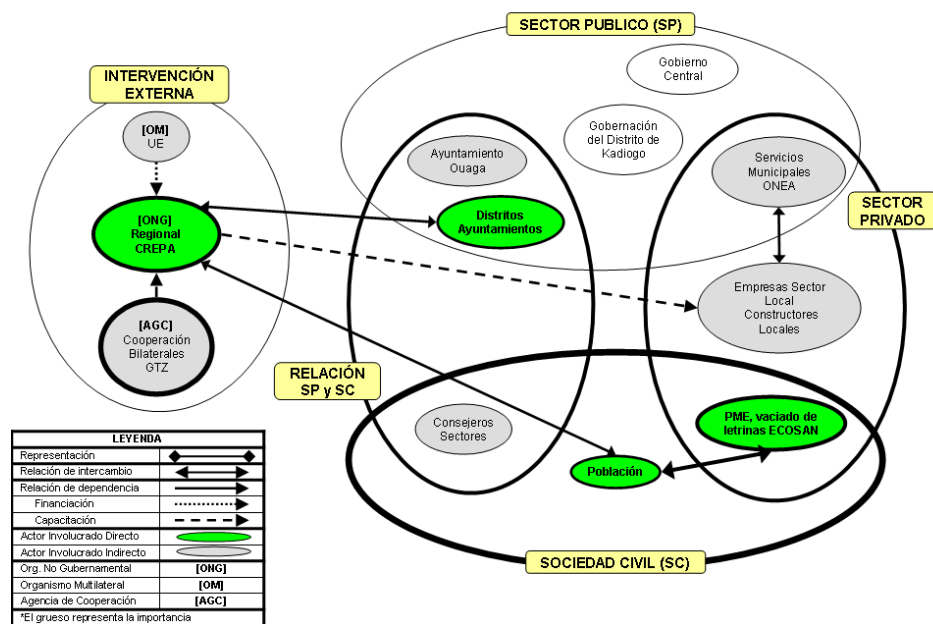 SECTOR PUBLICO (SP)
Gobierno
Central
INTERVENCIÓN
EXTERNA
[OM]
UE
Gobernación
del Distrito de
Kadiogo
Ayuntamiento
Ouaga
Servicios
Municipales
ONEA
SECTOR
PRIVADO
[ONG]
Regional
CREPA
Distritos
Ayuntamientos
Empresas Sector
Local
Constructores
Locales
[AGC]
Cooperación
Bilaterales
GTZ
RELACIÓN
SP y SC
Consejeros
Sectores
PME, vaciado de
letrinas ECOSAN
Población
SOCIEDAD CIVIL (SC)
LEYENDA
Representación
Relación de intercambio
Relación de dependencia
Financiación
Capacitación
Actor Involucrado Directo
Actor Involucrado Indirecto
Org. No Gubernamental [ONG]
Organismo Multilateral [OM]
Agencia de Cooperación [AGC]
*El grueso representa la importancia